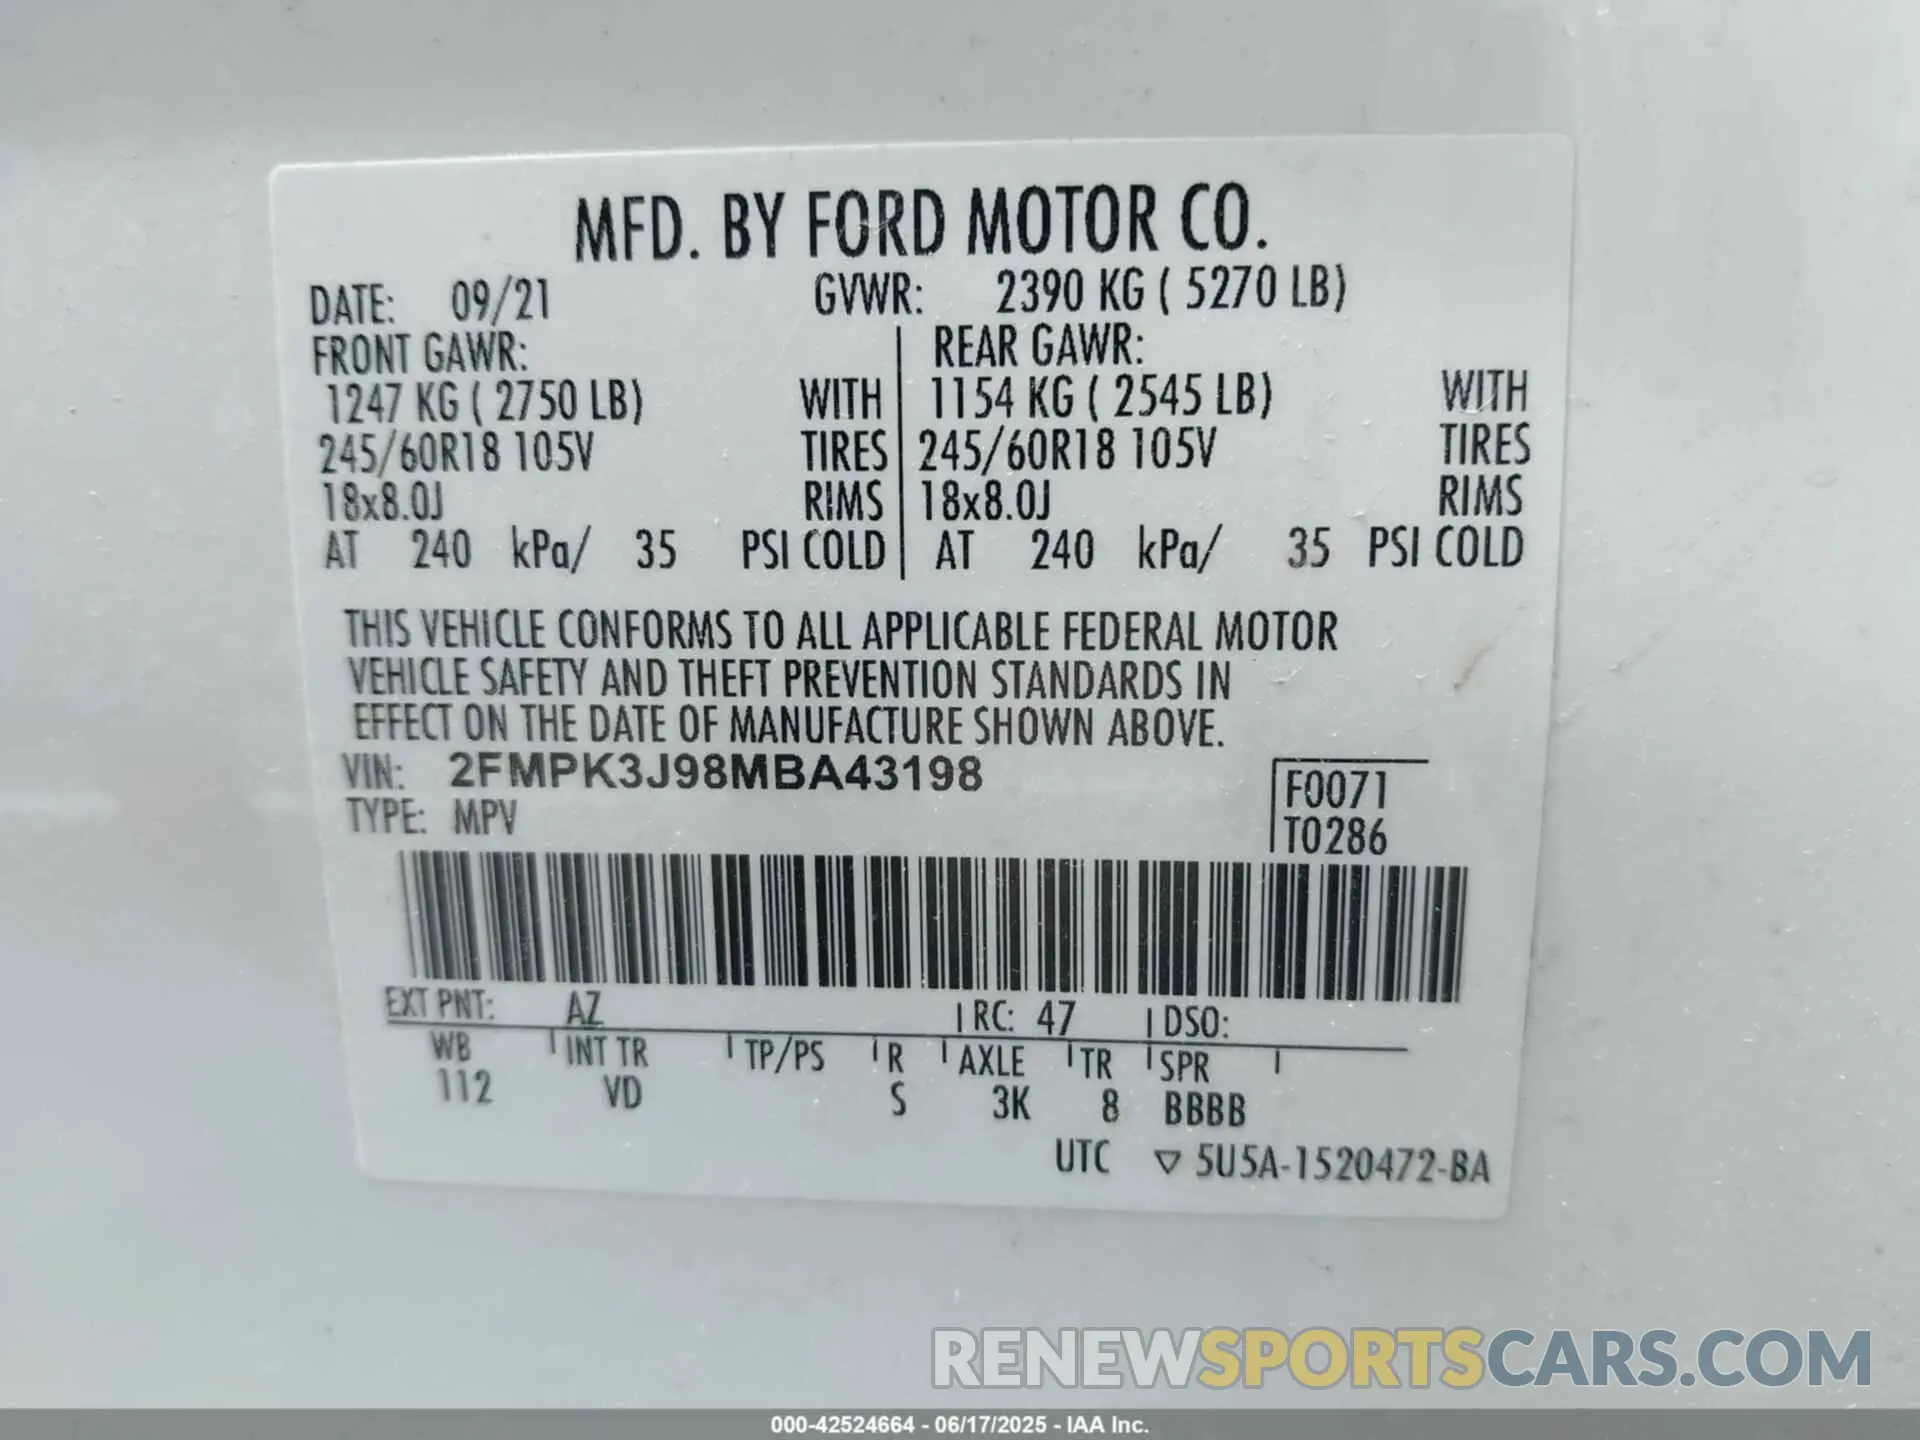 MFD. BY FORD MOTOR CO.
DATE: 09/21 GVWR: 2390 KG ( 5270 LB)
FRONT GAWR: REAR GAWR:
1247 KG ( 2750 LB) WITH 1154 KG ( 2545 LB) WITH
245/60R18 105V TIRES 245/60R18 105V TIRES
18x8.0J RIMS 18x8.0J RIMS
AT 240 kPa/ 35 PSI COLD AT 240 kPa/ 35 PSI COLD
THIS VEHICLE CONFORMS TO ALL APPLICABLE FEDERAL MOTOR
VEHICLE SAFETY AND THEFT PREVENTION STANDARDS IN
EFFECT ON THE DATE OF MANUFACTURE SHOWN ABOVE.
VIN: 2FMPK3J98MBA43198 F0071
TYPE: MPV T0286
EXT PNT: AZ RC: 47 DSO:
WB INT TR TP/PS R AXLE TR SPR
112 VD S 3K 8 BBBB
UTC ▽ 5U5A-1520472-BA
RENEWSPORTSCARS.COM
000-42524664 - 06/17/2025 - IAA Inc.